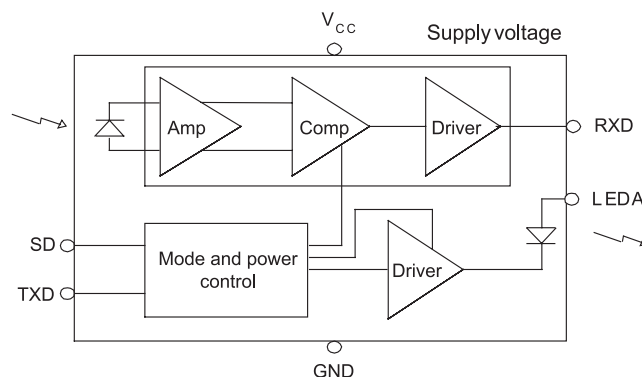 VCC
Supply voltage
Amp
Comp
Driver
RXD
LEDA
SD
Mode and power
control
Driver
TXD
GND